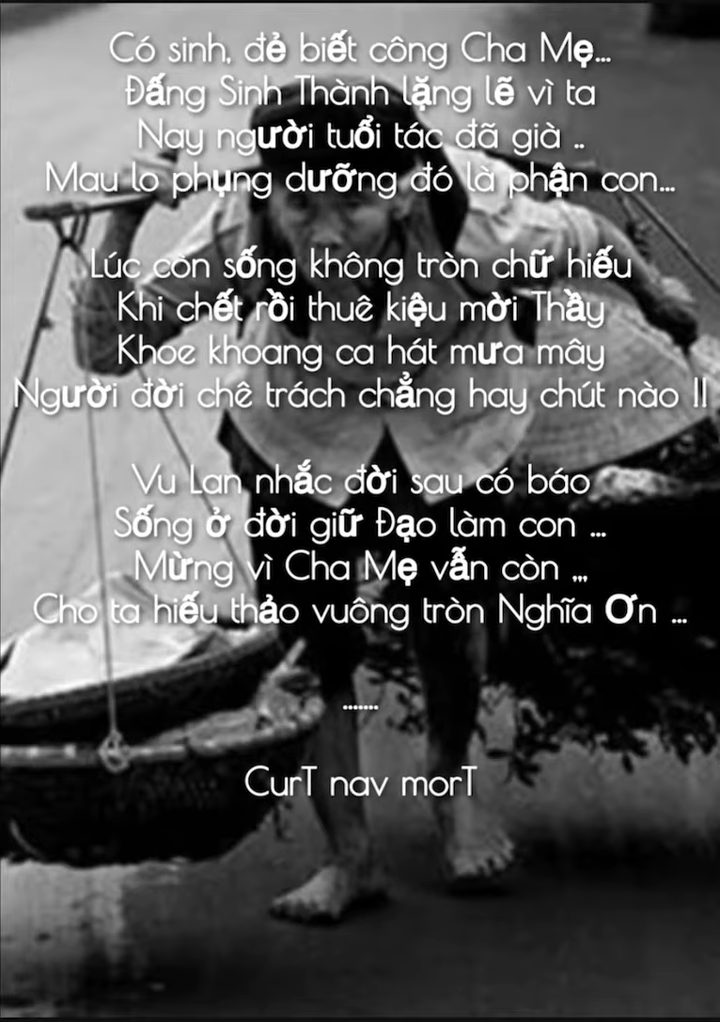 Có sinh, đẻ biết công Cha Mẹ...
Đấng Sinh Thành lặng lẽ vì ta
Nay người tuổi tác đã già ..
Mau lo phụng dưỡng đó là phận con...
Lúc còn sống không tròn chữ hiếu
Khi chết rồi thuê kiệu mời Thầy
Khoe khoang ca hát mưa mây
Người đời chê trách chẳng hay chút nào !!
Vu Lan nhắc đời sau có báo
Sống ở đời giữ Đạo làm con ...
Mừng vì Cha Mẹ vẫn còn ,,,
Cho ta hiếu thảo vuông tròn Nghĩa Ơn ...
.......
CurT nav morT